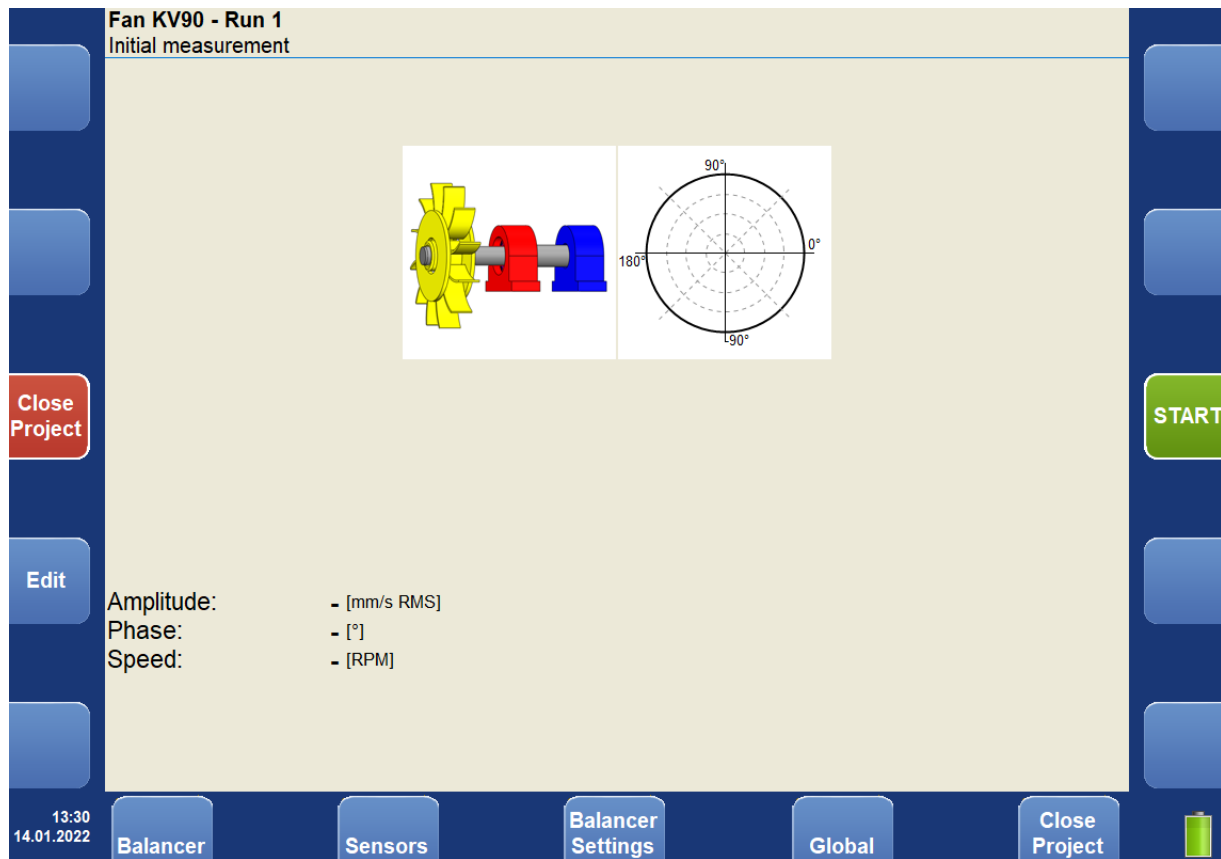 Fan KV90 - Run 1
Initial measurement
90°
0°
180°
-90°
Close
Project
START
Edit
Amplitude: - [mm/s RMS]
Phase: - [°]
Speed: - [RPM]
13:30
14.01.2022
Balancer
Sensors
Balancer
Settings
Global
Close
Project